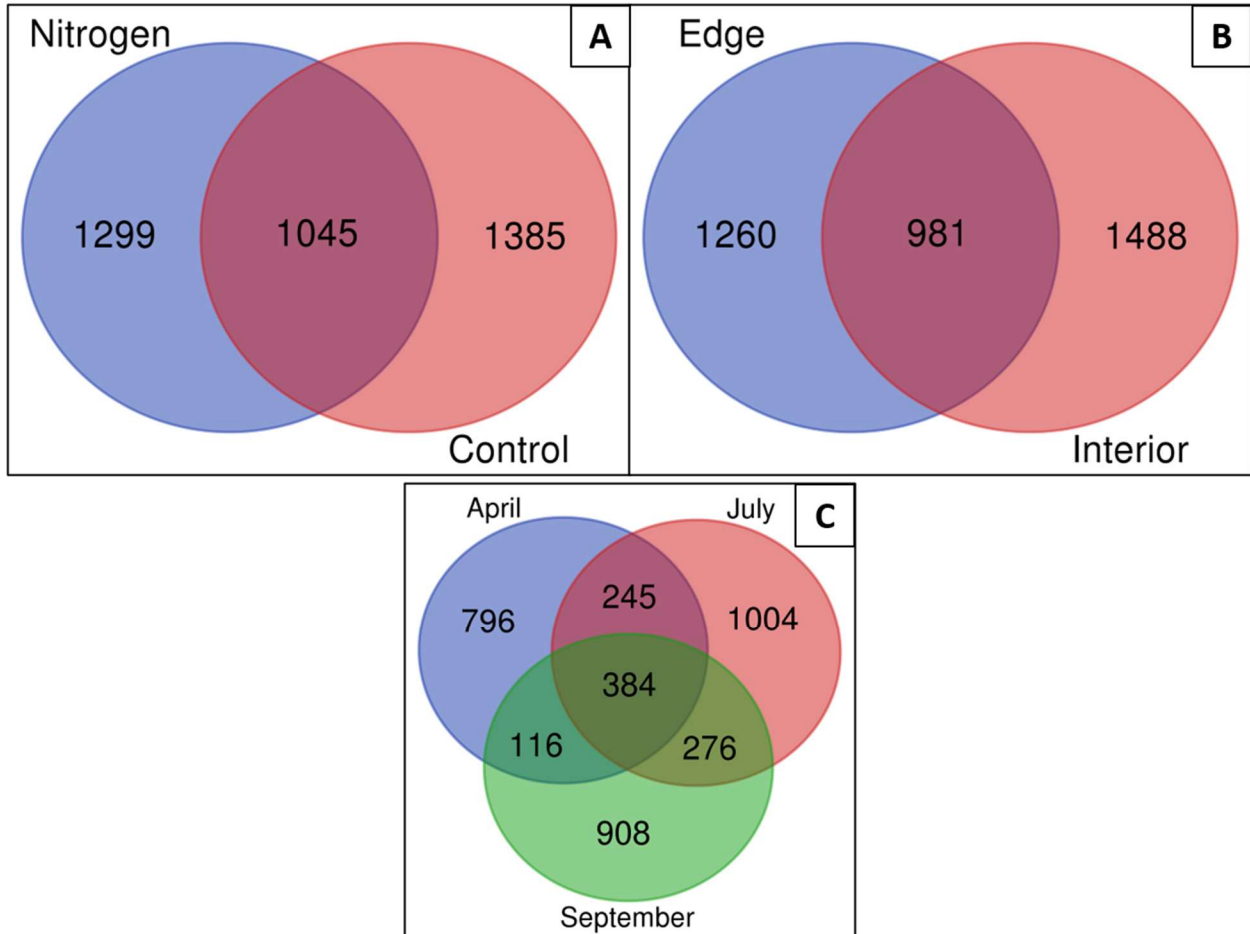 Nitrogen
A
1299
1045
1385
Control
Edge
B
1260
981
1488
Interior
April
July
C
796
245
1004
384
116
276
908
September